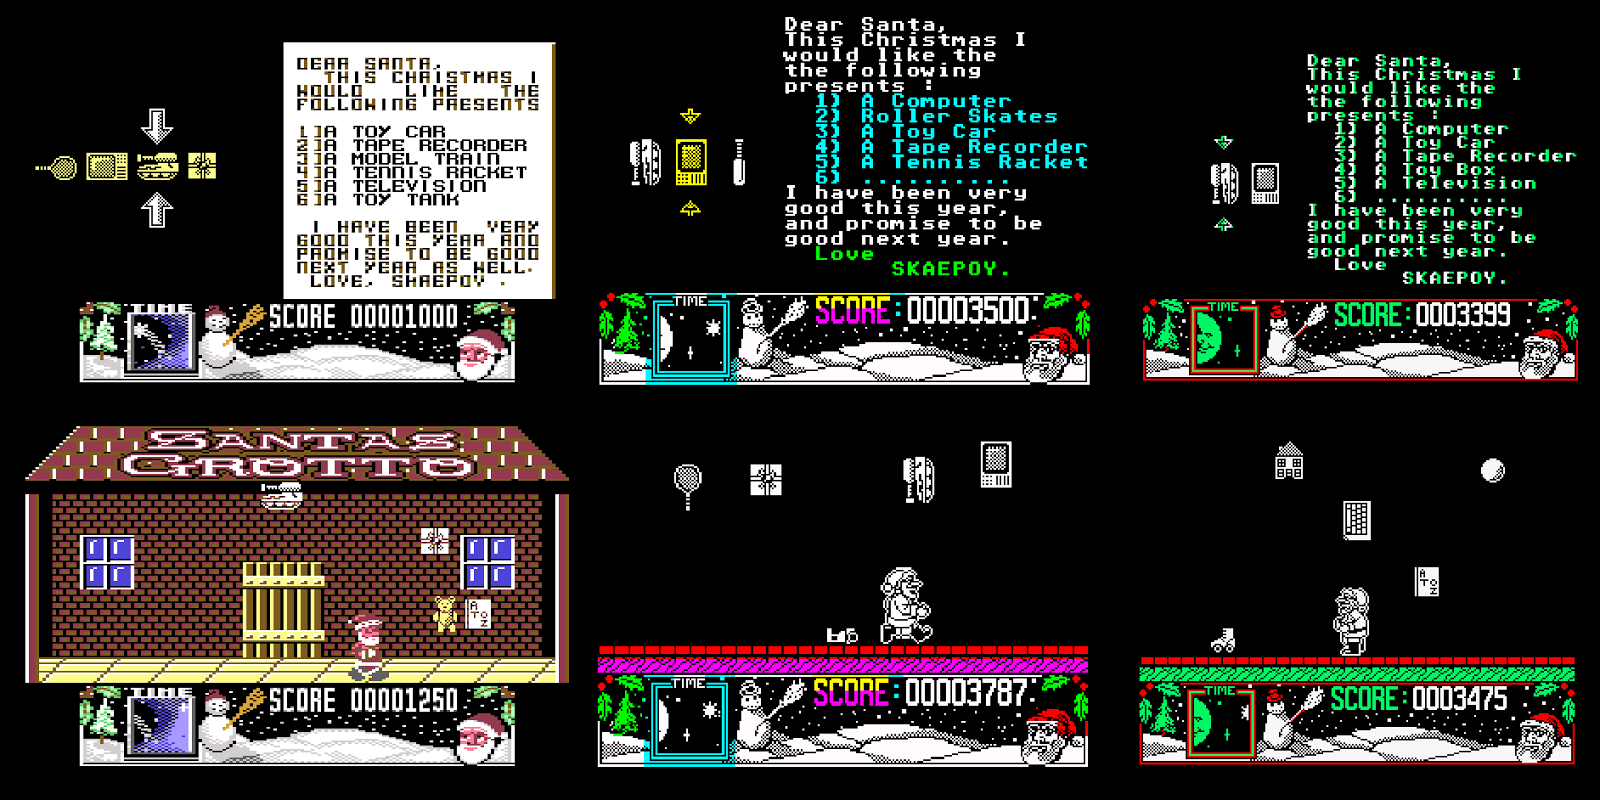 DEAR SANTA,
THIS CHRISTMAS I
WOULD LIKE THE
FOLLOWING PRESENTS
1]A TOY CAR
2]A TAPE RECORDER
3]A MODEL TRAIN
4]A TENNIS RACKET
5]A TELEVISION
6]A TOY TANK
I HAVE BEEN VERY
GOOD THIS YEAR AND
PROMISE TO BE GOOD
NEXT YEAR AS WELL.
LOVE, SKAEPOY .
TIME
SCORE 00001000
Dear Santa,
This Christmas I
would like the
the following
presents :
1) A Computer
2) Roller Skates
3) A Toy Car
4) A Tape Recorder
5) A Tennis Racket
6) ..........
I have been very
good this year,
and promise to be
good next year.
Love
SKAEPOY.
TIME
SCORE:00003500
Dear Santa,
This Christmas I
would like the
the following
presents :
1) A Computer
2) A Toy Car
3) A Tape Recorder
4) A Toy Box
5) A Television
6) ..........
I have been very
good this year,
and promise to be
good next year.
Love
SKAEPOY.
TIME
SCORE:0003399
SANTAS
GROTTO
A
TO
Z
TIME
SCORE 00001250
TIME
SCORE:00003787
A
TO
Z
TIME
SCORE:0003475